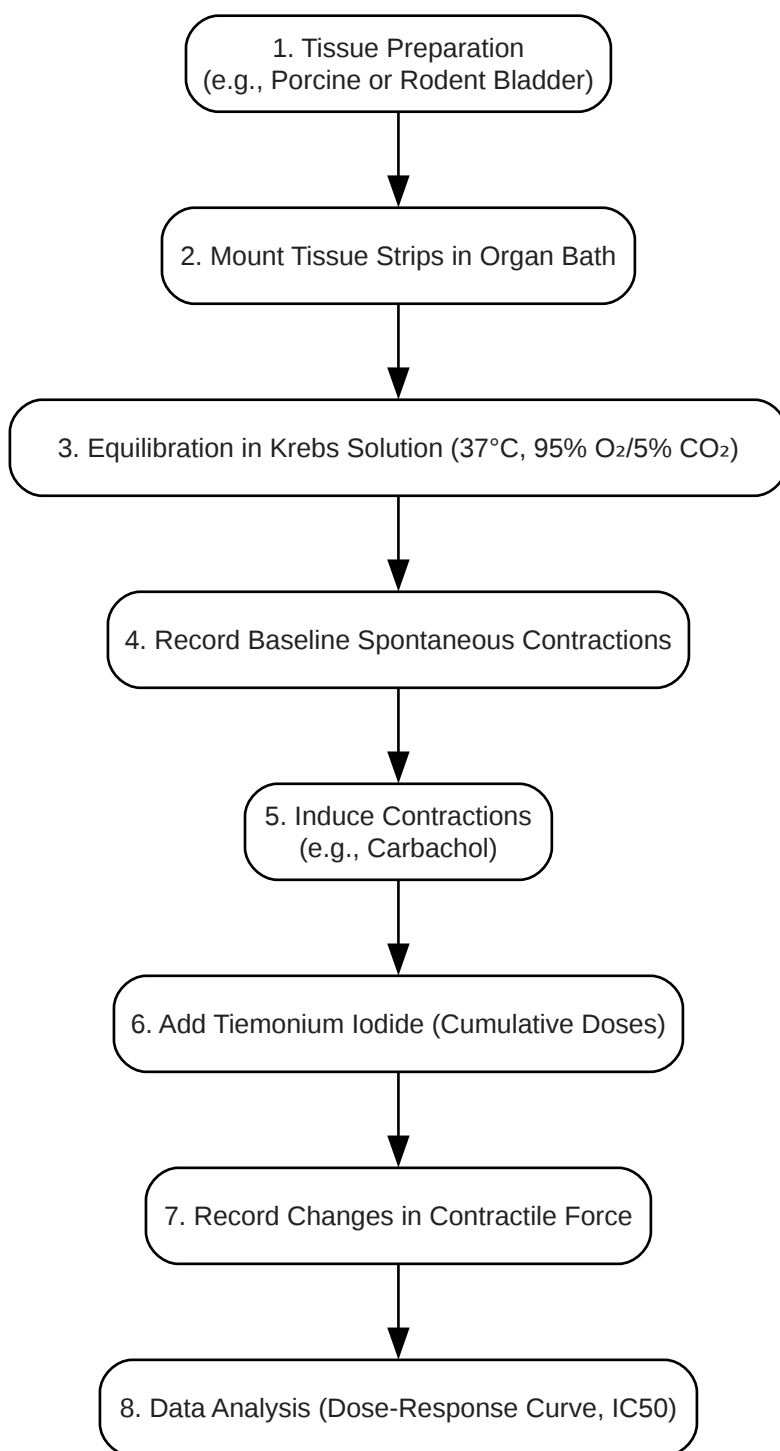 1. Tissue Preparation
(e.g., Porcine or Rodent Bladder)
2. Mount Tissue Strips in Organ Bath
3. Equilibration in Krebs Solution (37°C, 95% O₂/5% CO₂)
4. Record Baseline Spontaneous Contractions
5. Induce Contractions
(e.g., Carbachol)
6. Add Tiemonium Iodide (Cumulative Doses)
7. Record Changes in Contractile Force
8. Data Analysis (Dose-Response Curve, IC50)